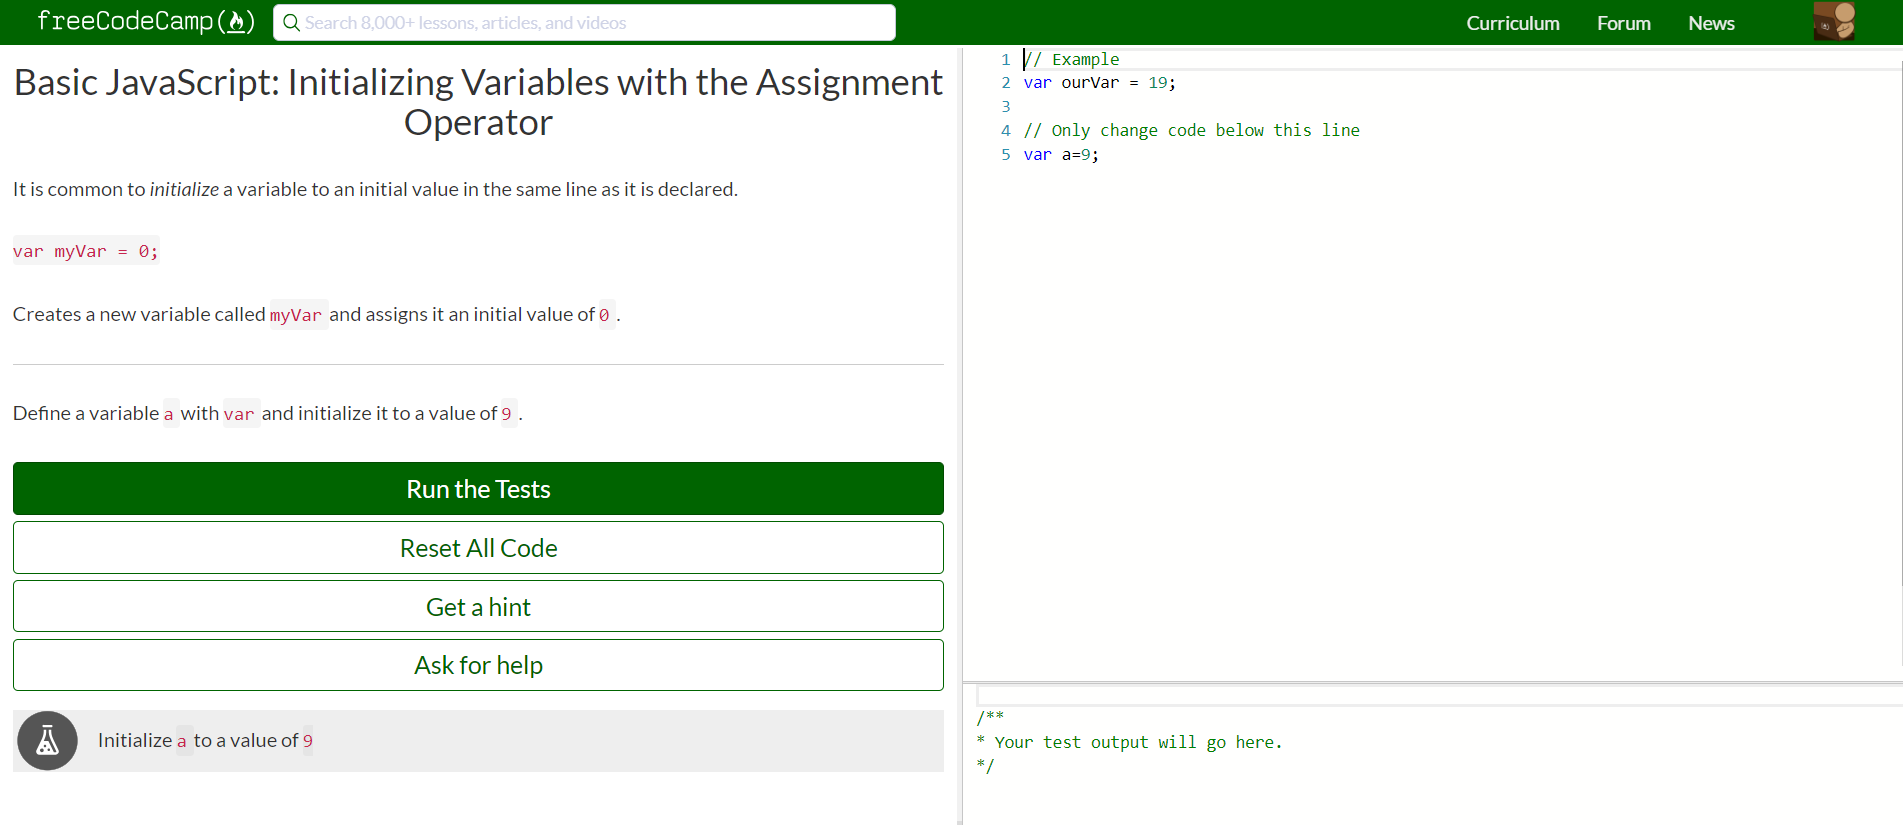 freeCodeCamp(🔥)
Search 8,000+ lessons, articles, and videos
Curriculum
Forum
News
Basic JavaScript: Initializing Variables with the Assignment
Operator
It is common to initialize a variable to an initial value in the same line as it is declared.
var myVar = 0;
Creates a new variable called myVar and assigns it an initial value of 0 .
Define a variable a with var and initialize it to a value of 9 .
Run the Tests
Reset All Code
Get a hint
Ask for help
Initialize a to a value of 9
1 // Example
2 var ourVar = 19;
3
4 // Only change code below this line
5 var a=9;
/**
* Your test output will go here.
*/